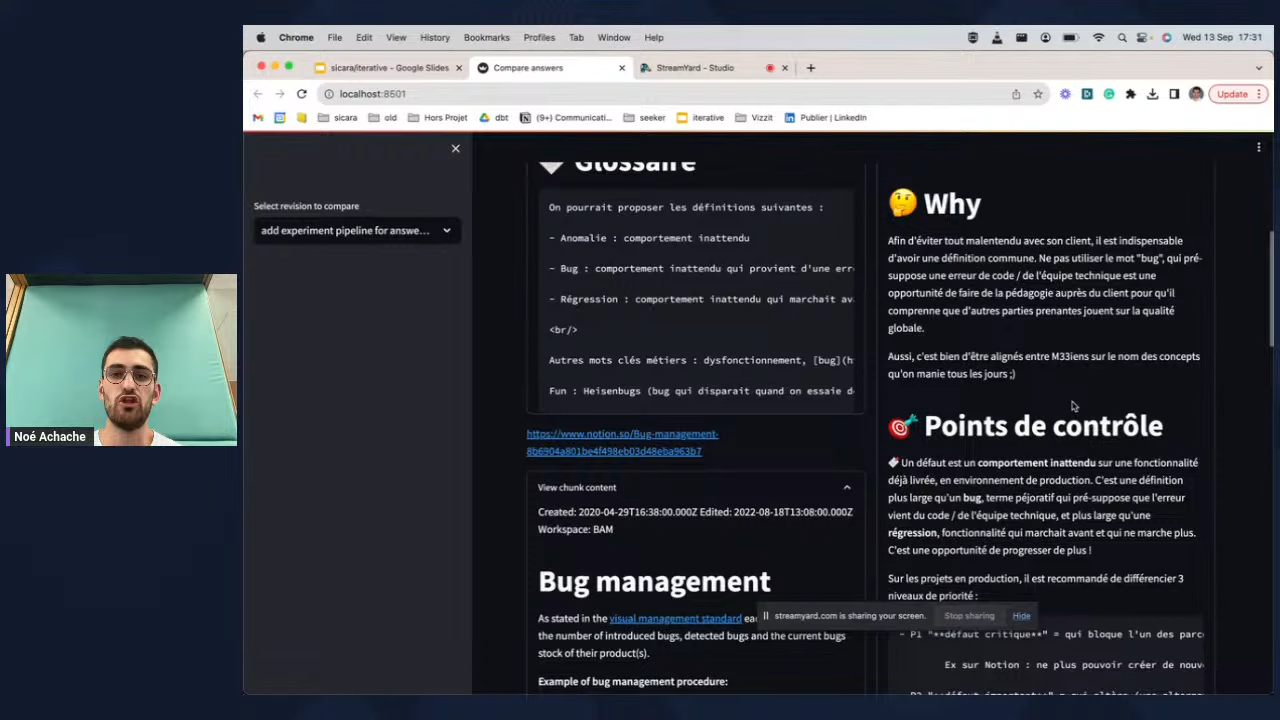 Chrome File Edit View History Bookmarks Profiles Tab Window Help Wed 13 Sep 17:31
sicara/iterative - Google Slides
Compare answers
StreamYard - Studio
localhost:8501
Update
sicara
old
Hors Projet
dbt
(9+) Communicati...
seeker
iterative
Vizzit
Publier | LinkedIn
Select revision to compare
add experiment pipeline for answe...
Noé Achache
Glossaire
On pourrait proposer les définitions suivantes :
- Anomalie : comportement inattendu
- Bug : comportement inattendu qui provient d'une err
- Régression : comportement inattendu qui marchait av
<br/>
Autres mots clés métiers : dysfonctionnement, [bug](h
Fun : Heisenbugs (bug qui disparait quand on essaie d
https://www.notion.so/Bug-management-
8b6904a801be4f498eb03d48eba963b7
View chunk content
Created: 2020-04-29T16:38:00.000Z Edited: 2022-08-18T13:08:00.000Z
Workspace: BAM
Bug management
As stated in the visual management standard ea
the number of introduced bugs, detected bugs and the current bugs
stock of their product(s).
Example of bug management procedure:
Why
Afin d'éviter tout malentendu avec son client, il est indispensable
d'avoir une définition commune. Ne pas utiliser le mot "bug", qui pré-
suppose une erreur de code / de l'équipe technique est une
opportunité de faire de la pédagogie auprès du client pour qu'il
comprenne que d'autres parties prenantes jouent sur la qualité
globale.
Aussi, c'est bien d'être alignés entre M33iens sur le nom des concepts
qu'on manie tous les jours ;)
Points de contrôle
Un défaut est un comportement inattendu sur une fonctionnalité
déjà livrée, en environnement de production. C'est une définition
plus large qu'un bug, terme péjoratif qui pré-suppose que l'erreur
vient du code / de l'équipe technique, et plus large qu'une
régression, fonctionnalité qui marchait avant et qui ne marche plus.
C'est une opportunité de progresser de plus !
Sur les projets en production, il est recommandé de différencier 3
niveaux de priorité :
streamyard.com is sharing your screen. Stop sharing Hide
- P1 "**défaut critique**" = qui bloque l'un des parc
Ex sur Notion : ne plus pouvoir créer de nouv